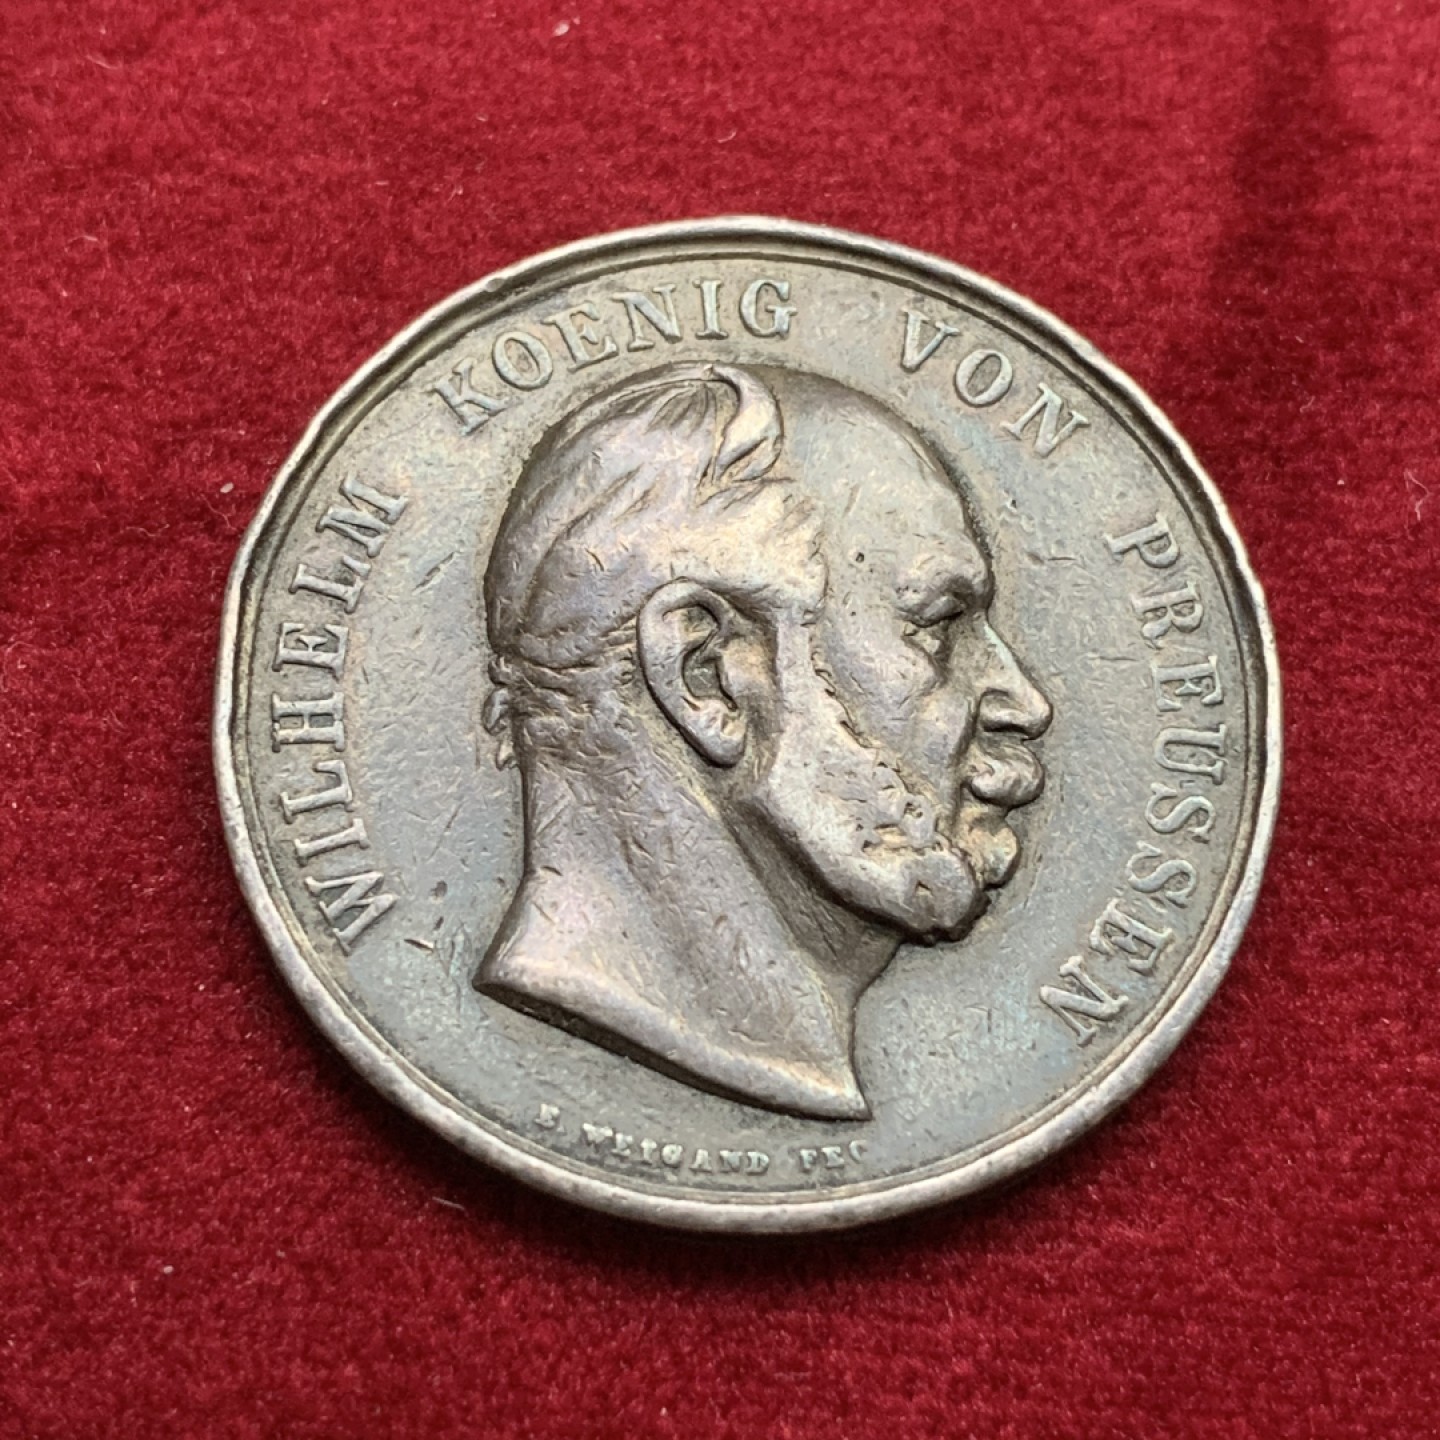 WILHELM KOENIG VON PREUSSEN
E. WEIGAND FEC